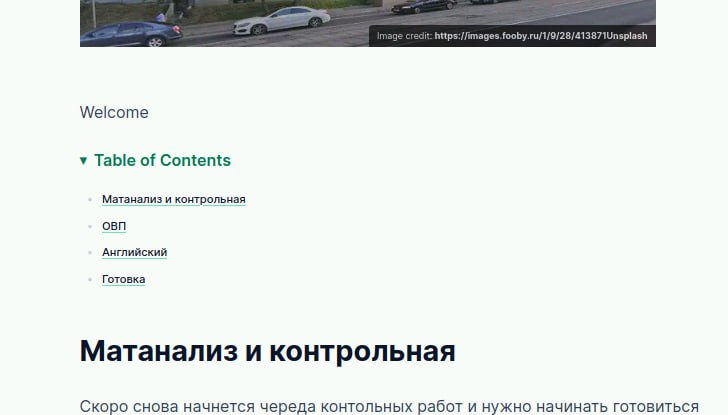 Image credit: https://images.fooby.ru/1/9/28/413871Unsplash
Welcome
▾ Table of Contents
Матанализ и контрольная
ОВП
Английский
Готовка
Матанализ и контрольная
Скоро снова начнется череда контольных работ и нужно начинать готовиться